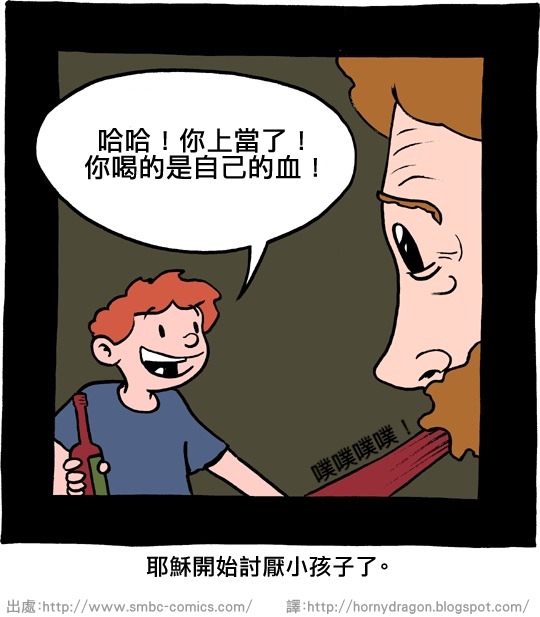 哈哈！你上當了！
你喝的是自己的血！
噗噗噗噗！
耶穌開始討厭小孩子了。
出處:http://www.smbc-comics.com/ 譯:http://hornydragon.blogspot.com/